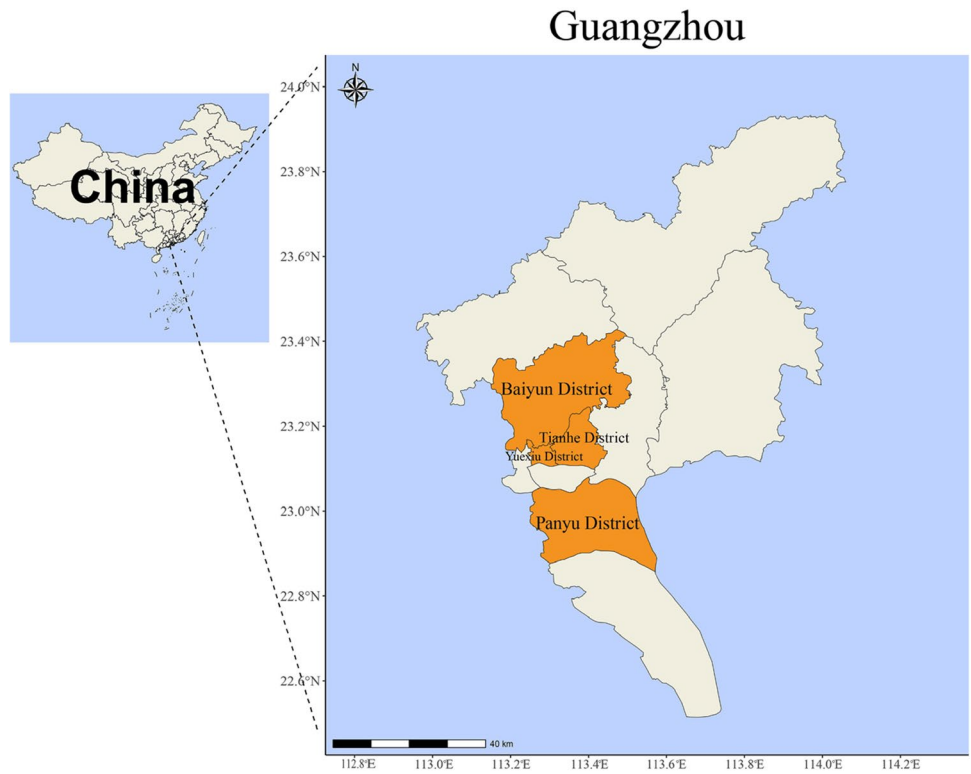 Guangzhou
N
China
24.0°N
23.8°N
23.6°N
23.4°N
23.2°N
23.0°N
22.8°N
22.6°N
Baiyun District
Tianhe District
Yuexiu District
Panyu District
40 km
112.8°E
113.0°E
113.2°E
113.4°E
113.6°E
113.8°E
114.0°E
114.2°E